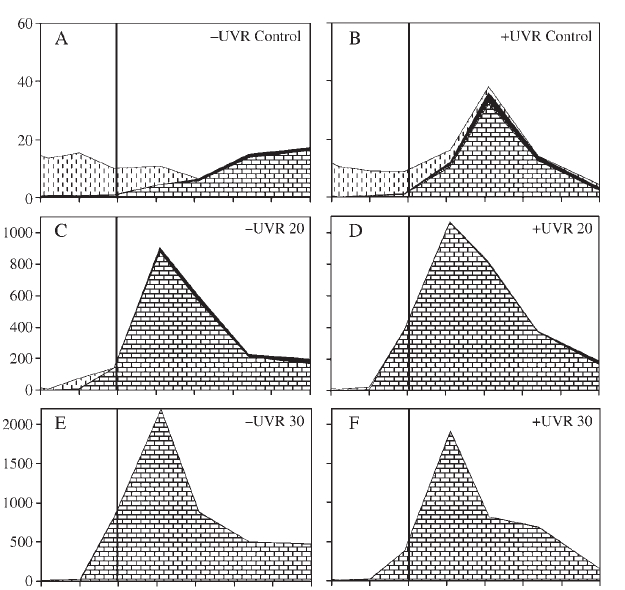 60
A
–UVR Control
B
+UVR Control
40
20
0
1000
C
–UVR 20
D
+UVR 20
800
600
400
200
0
2000
E
–UVR 30
F
+UVR 30
1500
1000
500
0